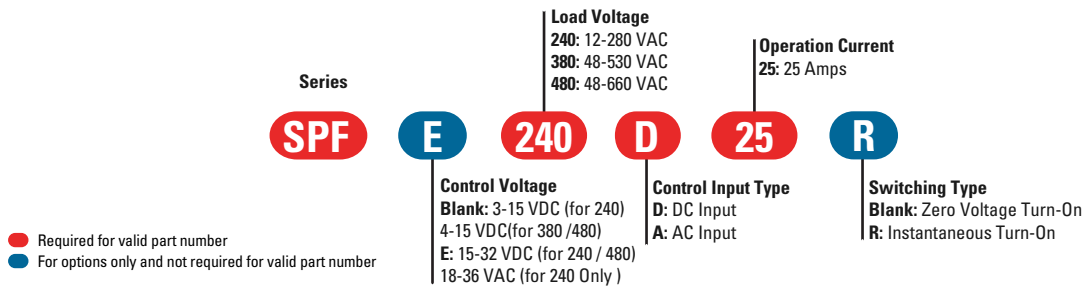 Load Voltage
240: 12-280 VAC
380: 48-530 VAC
480: 48-660 VAC
Operation Current
25: 25 Amps
Series
SPF E 240 D 25 R
Control Voltage
Blank: 3-15 VDC (for 240)
4-15 VDC(for 380 /480)
E: 15-32 VDC (for 240 / 480)
18-36 VAC (for 240 Only )
Control Input Type
D: DC Input
A: AC Input
Switching Type
Blank: Zero Voltage Turn-On
R: Instantaneous Turn-On
Required for valid part number
For options only and not required for valid part number